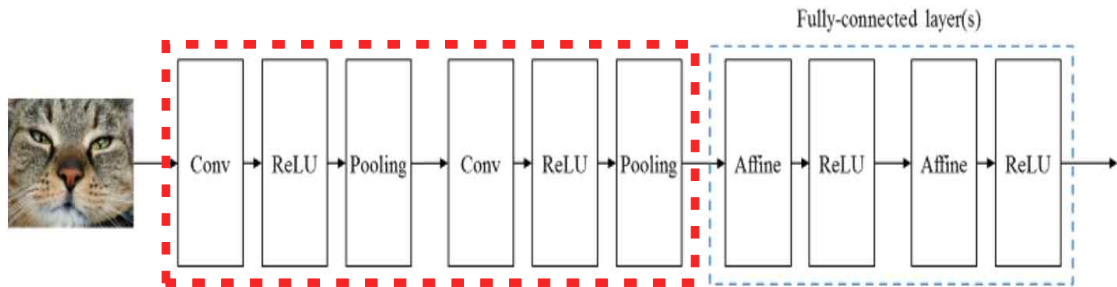 Fully-connected layer(s)
Conv
ReLU
Pooling
Conv
ReLU
Pooling
Affine
ReLU
Affine
ReLU